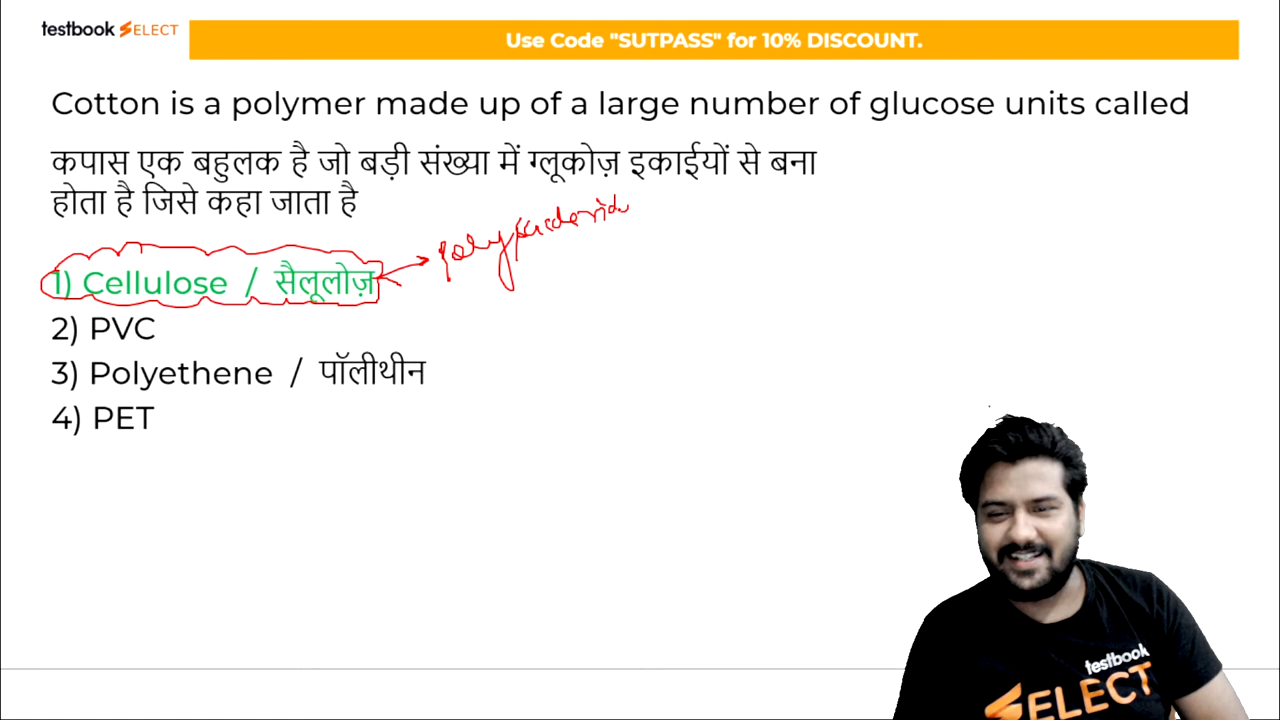 testbook SELECT
Use Code "SUTPASS" for 10% DISCOUNT.
Cotton is a polymer made up of a large number of glucose units called
कपास एक बहुलक है जो बड़ी संख्या में ग्लूकोज़ इकाईयों से बना
होता है जिसे कहा जाता है
1) Cellulose / सैलूलोज़
2) PVC
3) Polyethene / पॉलीथीन
4) PET
testbook
SELECT